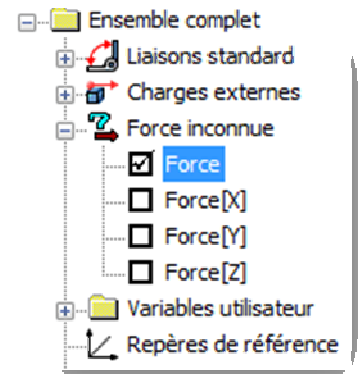 Ensemble complet
Liaisons standard
Charges externes
Force inconnue
Force
Force[X]
Force[Y]
Force[Z]
Variables utilisateur
Repères de référence